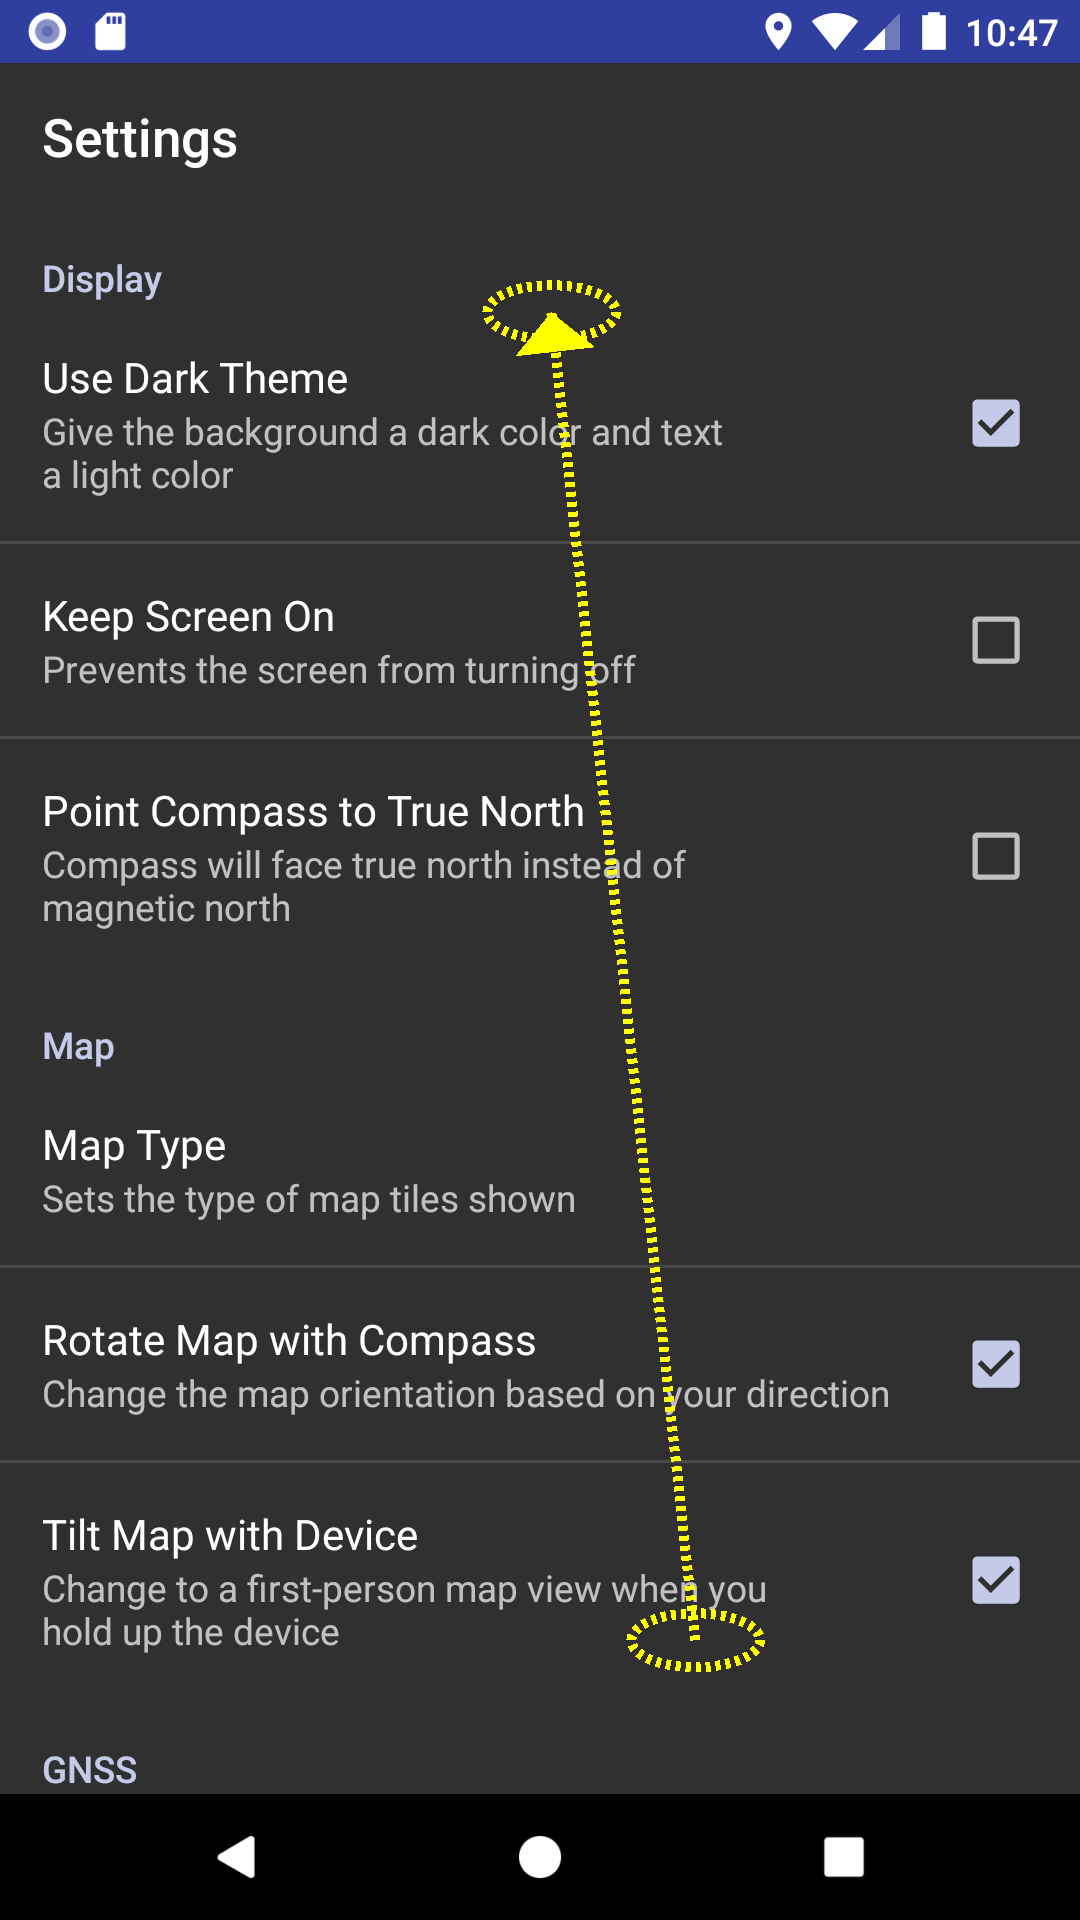 10:47
Settings
Display
Use Dark Theme
Give the background a dark color and text
a light color
Keep Screen On
Prevents the screen from turning off
Point Compass to True North
Compass will face true north instead of
magnetic north
Map
Map Type
Sets the type of map tiles shown
Rotate Map with Compass
Change the map orientation based on your direction
Tilt Map with Device
Change to a first-person map view when you
hold up the device
GNSS